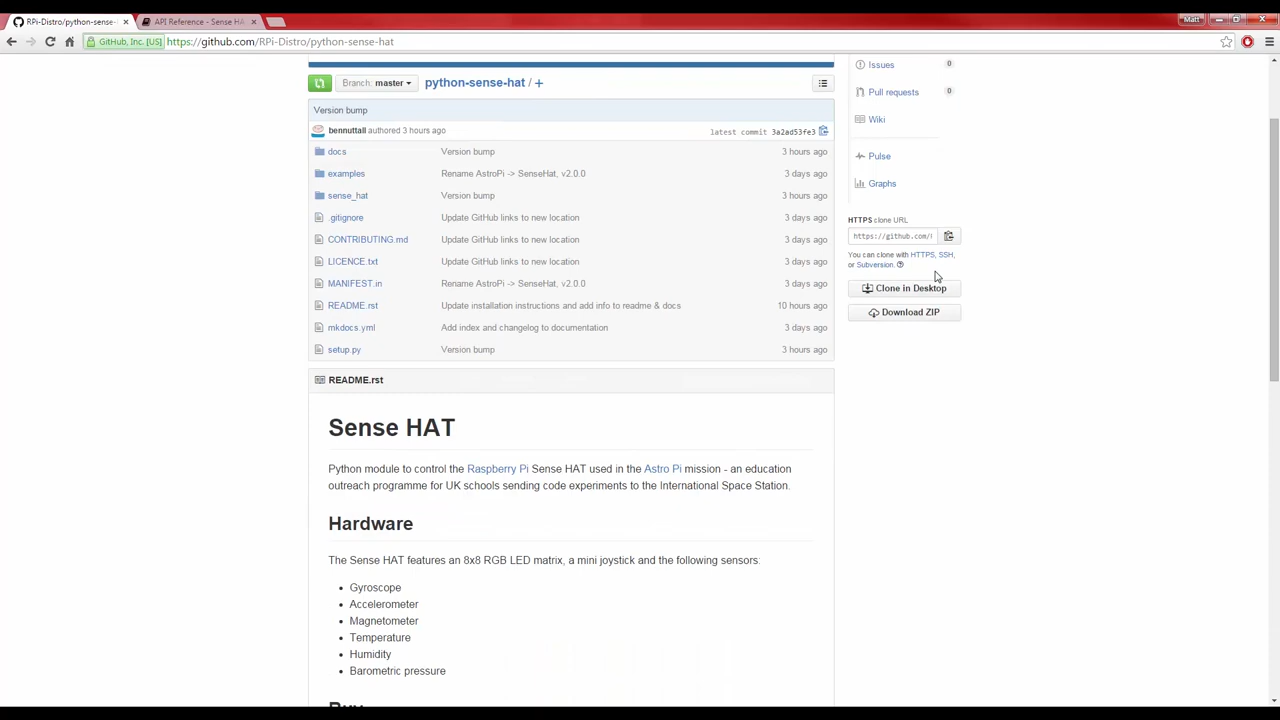 RPi-Distro/python-sense-
API Reference - Sense HA
Matt
GitHub, Inc. [US]
https://github.com/RPi-Distro/python-sense-hat
Branch: master
python-sense-hat / +
Version bump
bennuttall authored 3 hours ago
latest commit 3a2ad53fe3
docs Version bump 3 hours ago
examples Rename AstroPi -> SenseHat, v2.0.0 3 days ago
sense_hat Version bump 3 hours ago
.gitignore Update GitHub links to new location 3 days ago
CONTRIBUTING.md Update GitHub links to new location 3 days ago
LICENCE.txt Update GitHub links to new location 3 days ago
MANIFEST.in Rename AstroPi -> SenseHat, v2.0.0 3 days ago
README.rst Update installation instructions and add info to readme & docs 10 hours ago
mkdocs.yml Add index and changelog to documentation 3 days ago
setup.py Version bump 3 hours ago
README.rst
Sense HAT
Python module to control the Raspberry Pi Sense HAT used in the Astro Pi mission - an education
outreach programme for UK schools sending code experiments to the International Space Station.
Hardware
The Sense HAT features an 8x8 RGB LED matrix, a mini joystick and the following sensors:
Gyroscope
Accelerometer
Magnetometer
Temperature
Humidity
Barometric pressure
Buy
Issues 0
Pull requests 0
Wiki
Pulse
Graphs
HTTPS clone URL
https://github.com/
You can clone with HTTPS, SSH,
or Subversion.
Clone in Desktop
Download ZIP